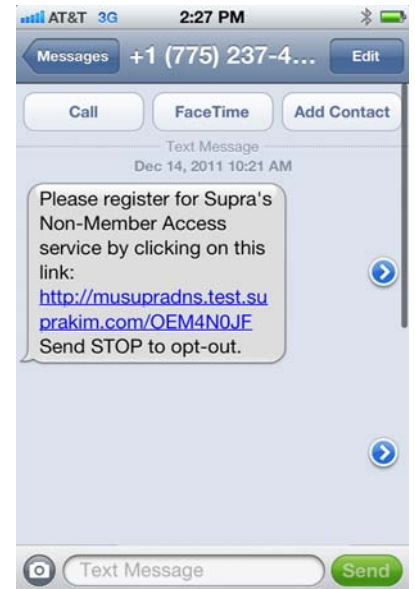 AT&T 3G 2:27 PM
Messages +1 (775) 237-4... Edit
Call FaceTime Add Contact
Text Message
Dec 14, 2011 10:21 AM
Please register for Supra's
Non-Member Access
service by clicking on this
link:
http://musupradns.test.su
prakim.com/OEM4N0JF
Send STOP to opt-out.
Text Message Send